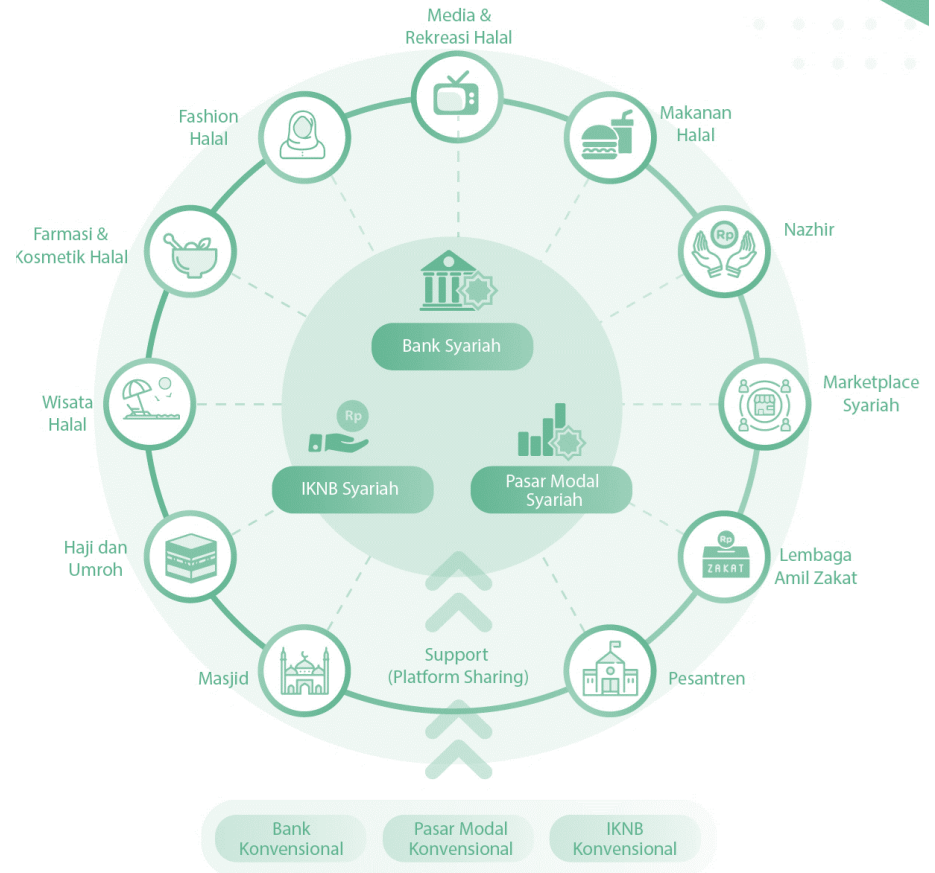 Media &
Rekreasi Halal
Fashion
Halal
Makanan
Halal
Farmasi &
Kosmetik Halal
Nazhir
Rp
Bank Syariah
Wisata
Halal
Marketplace
Syariah
Rp
IKNB Syariah
Pasar Modal
Syariah
Haji dan
Umroh
Rp
ZAKAT
Lembaga
Amil Zakat
Masjid
Support
(Platform Sharing)
Pesantren
Bank
Konvensional
Pasar Modal
Konvensional
IKNB
Konvensional